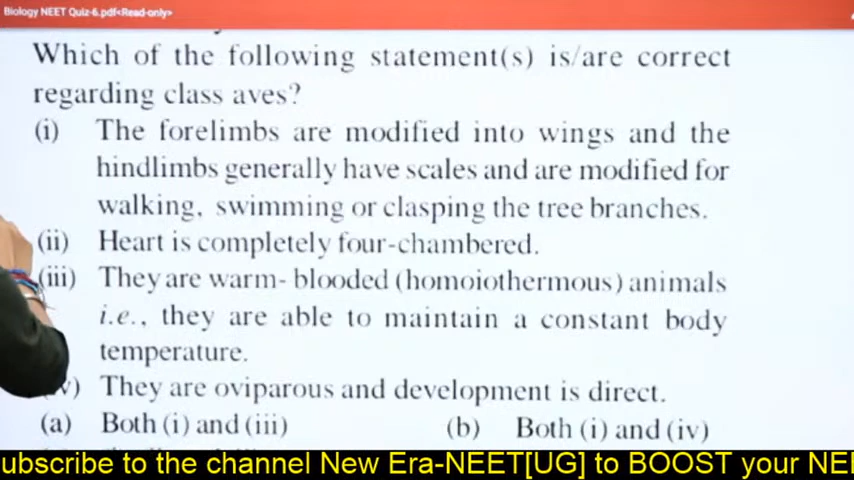 Biology NEET Quiz-6.pdf<Read-only>
Which of the following statement(s) is/are correct
regarding class aves?
(i) The forelimbs are modified into wings and the
hindlimbs generally have scales and are modified for
walking, swimming or clasping the tree branches.
(ii) Heart is completely four-chambered.
(iii) They are warm- blooded (homoiothermous) animals
i.e., they are able to maintain a constant body
temperature.
v) They are oviparous and development is direct.
(a) Both (i) and (iii) (b) Both (i) and (iv)
ubscribe to the channel New Era-NEET[UG] to BOOST your NEE